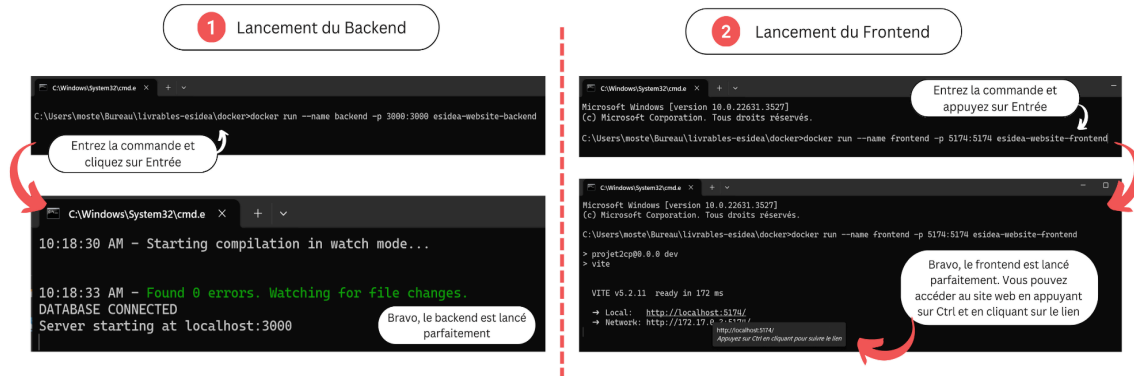 1 Lancement du Backend
C:\Windows\System32\cmd.e × + ⌄
C:\Users\moste\Bureau\livrables-esidea\docker>docker run --name backend -p 3000:3000 esidea-website-backend
Entrez la commande et
cliquez sur Entrée
C:\Windows\System32\cmd.e × + ⌄
10:18:30 AM – Starting compilation in watch mode...
10:18:33 AM – Found 0 errors. Watching for file changes.
DATABASE CONNECTED
Server starting at localhost:3000
Bravo, le backend est lancé
parfaitement
2 Lancement du Frontend
C:\Windows\System32\cmd.e × + ⌄
Microsoft Windows [version 10.0.22631.3527]
(c) Microsoft Corporation. Tous droits réservés.
Entrez la commande et
appuyez sur Entrée
C:\Users\moste\Bureau\livrables-esidea\docker>docker run --name frontend -p 5174:5174 esidea-website-frontend
C:\Windows\System32\cmd.e × + ⌄
Microsoft Windows [version 10.0.22631.3527]
(c) Microsoft Corporation. Tous droits réservés.
C:\Users\moste\Bureau\livrables-esidea\docker>docker run --name frontend -p 5174:5174 esidea-website-frontend
> projet2cp@0.0.0 dev
> vite
VITE v5.2.11 ready in 172 ms
→ Local: http://localhost:5174/
→ Network: http://172.17.0.2:5174/
http://localhost:5174/
Appuyez sur Ctrl en cliquant pour suivre le lien
Bravo, le frontend est lancé
parfaitement. Vous pouvez
accéder au site web en appuyant
sur Ctrl et en cliquant sur le lien